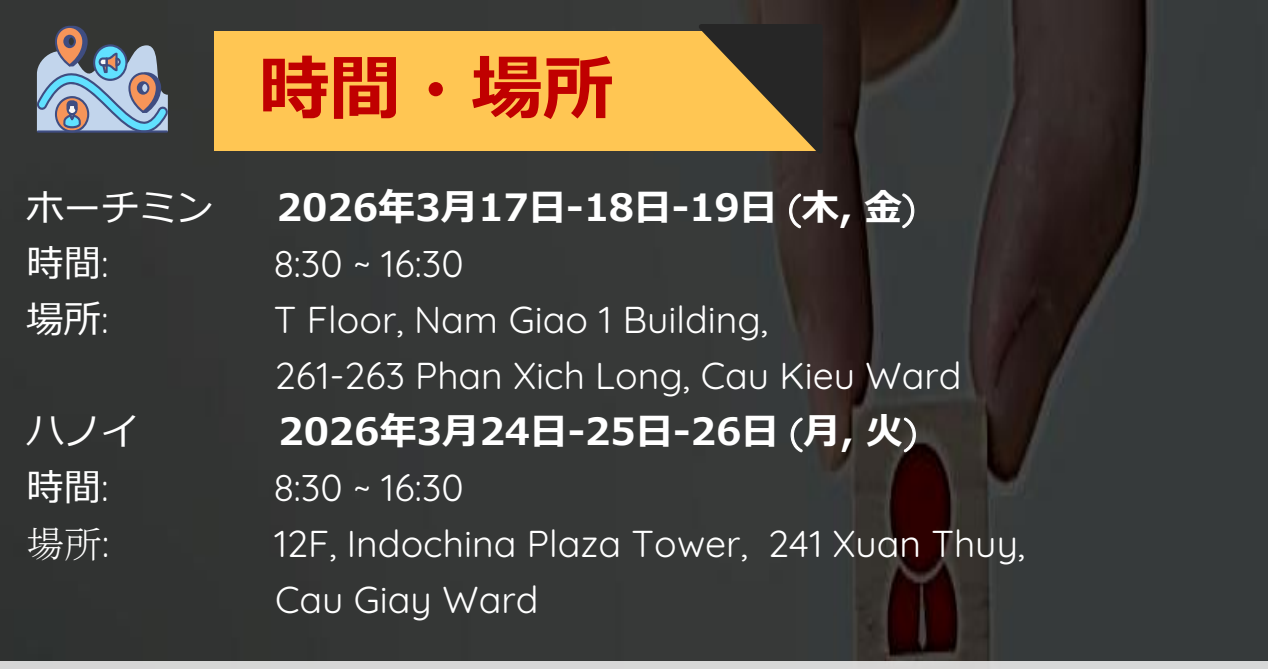 時間・場所
ホーチミン 2026年3月17日-18日-19日 (木, 金)
時間: 8:30 ~ 16:30
場所: T Floor, Nam Giao 1 Building,
261-263 Phan Xich Long, Cau Kieu Ward
ハノイ 2026年3月24日-25日-26日 (月, 火)
時間: 8:30 ~ 16:30
場所: 12F, Indochina Plaza Tower, 241 Xuan Thuy,
Cau Giay Ward